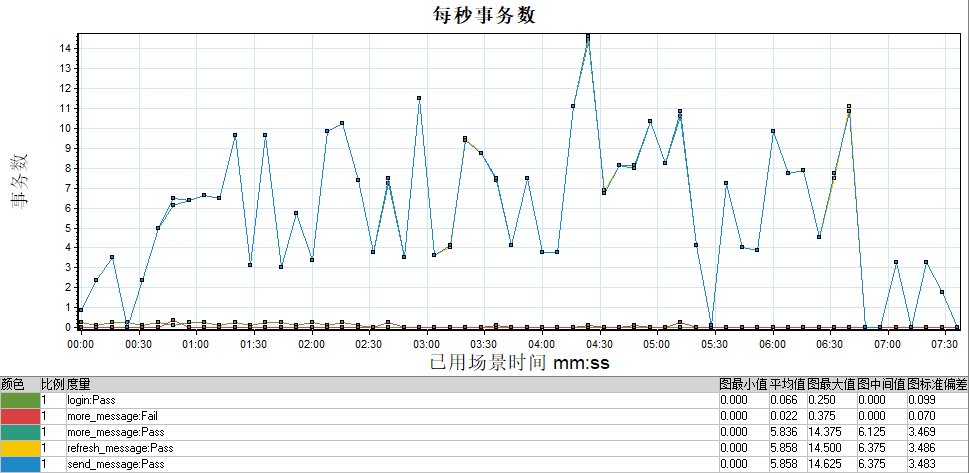 每秒事务数
事务数
14
13
12
11
10
9
8
7
6
5
4
3
2
1
0
00:00 00:30 01:00 01:30 02:00 02:30 03:00 03:30 04:00 04:30 05:00 05:30 06:00 06:30 07:00 07:30
已用场景时间 mm:ss
颜色 比例 度量 图最小值 平均值 图最大值 图中间值 图标准偏差
1 login:Pass 0.000 0.066 0.250 0.000 0.099
1 more_message:Fail 0.000 0.022 0.375 0.000 0.070
1 more_message:Pass 0.000 5.836 14.375 6.125 3.469
1 refresh_message:Pass 0.000 5.858 14.500 6.375 3.486
1 send_message:Pass 0.000 5.858 14.625 6.375 3.483